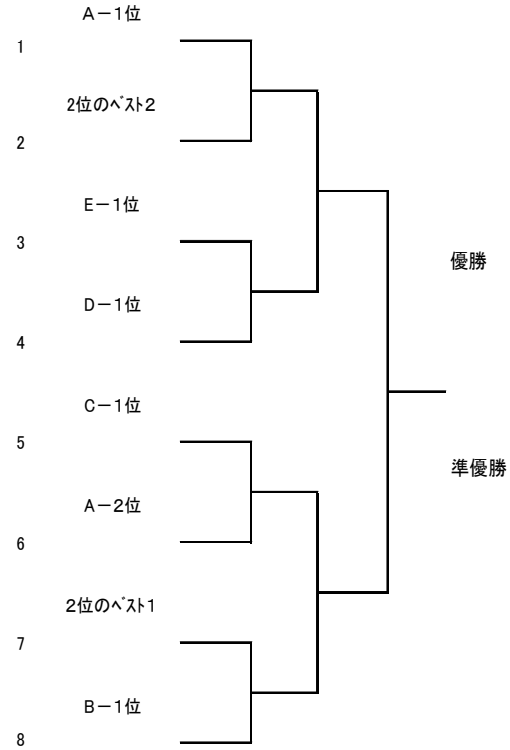 A－1位
1
2位のﾍﾞｽﾄ2
2
E－1位
3
D－1位
4
C－1位
5
A－2位
6
2位のﾍﾞｽﾄ1
7
B－1位
8
優勝
準優勝